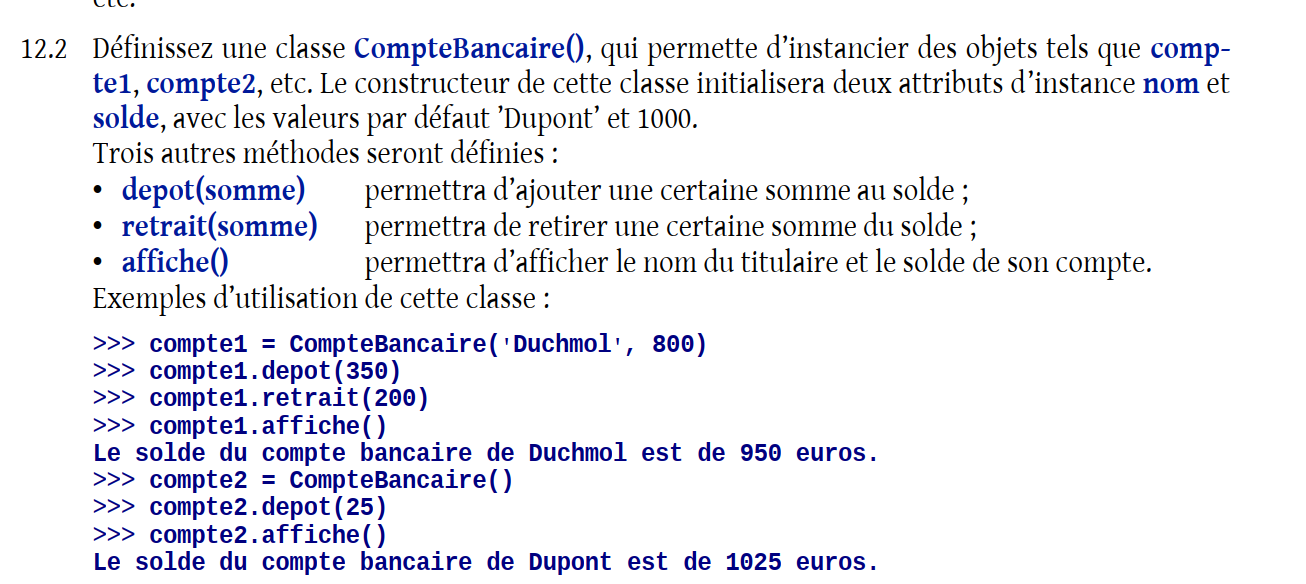 etc.
12.2 Définissez une classe CompteBancaire(), qui permette d’instancier des objets tels que comp-
te1, compte2, etc. Le constructeur de cette classe initialisera deux attributs d’instance nom et
solde, avec les valeurs par défaut ’Dupont’ et 1000.
Trois autres méthodes seront définies :
• depot(somme) permettra d’ajouter une certaine somme au solde ;
• retrait(somme) permettra de retirer une certaine somme du solde ;
• affiche() permettra d’afficher le nom du titulaire et le solde de son compte.
Exemples d’utilisation de cette classe :
>>> compte1 = CompteBancaire('Duchmol', 800)
>>> compte1.depot(350)
>>> compte1.retrait(200)
>>> compte1.affiche()
Le solde du compte bancaire de Duchmol est de 950 euros.
>>> compte2 = CompteBancaire()
>>> compte2.depot(25)
>>> compte2.affiche()
Le solde du compte bancaire de Dupont est de 1025 euros.